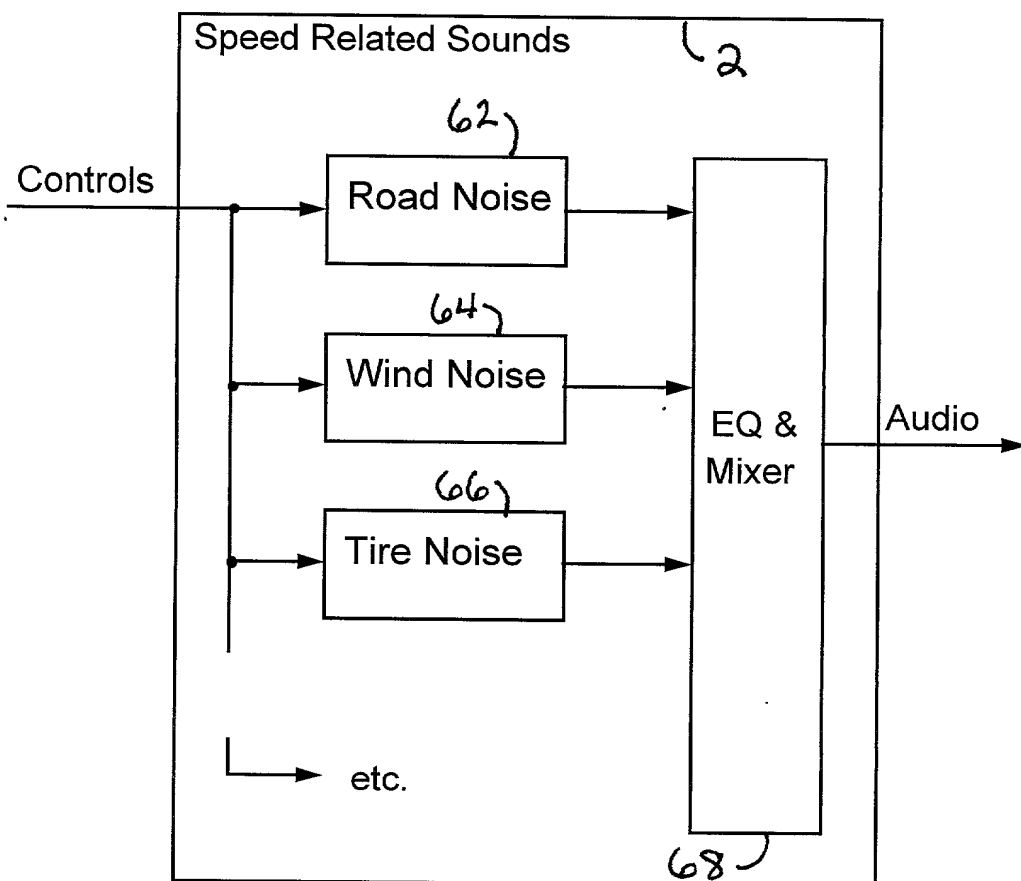 Speed Related Sounds
2
62
Controls
Road Noise
64
Wind Noise
EQ &
Mixer
Audio
66
Tire Noise
etc.
68